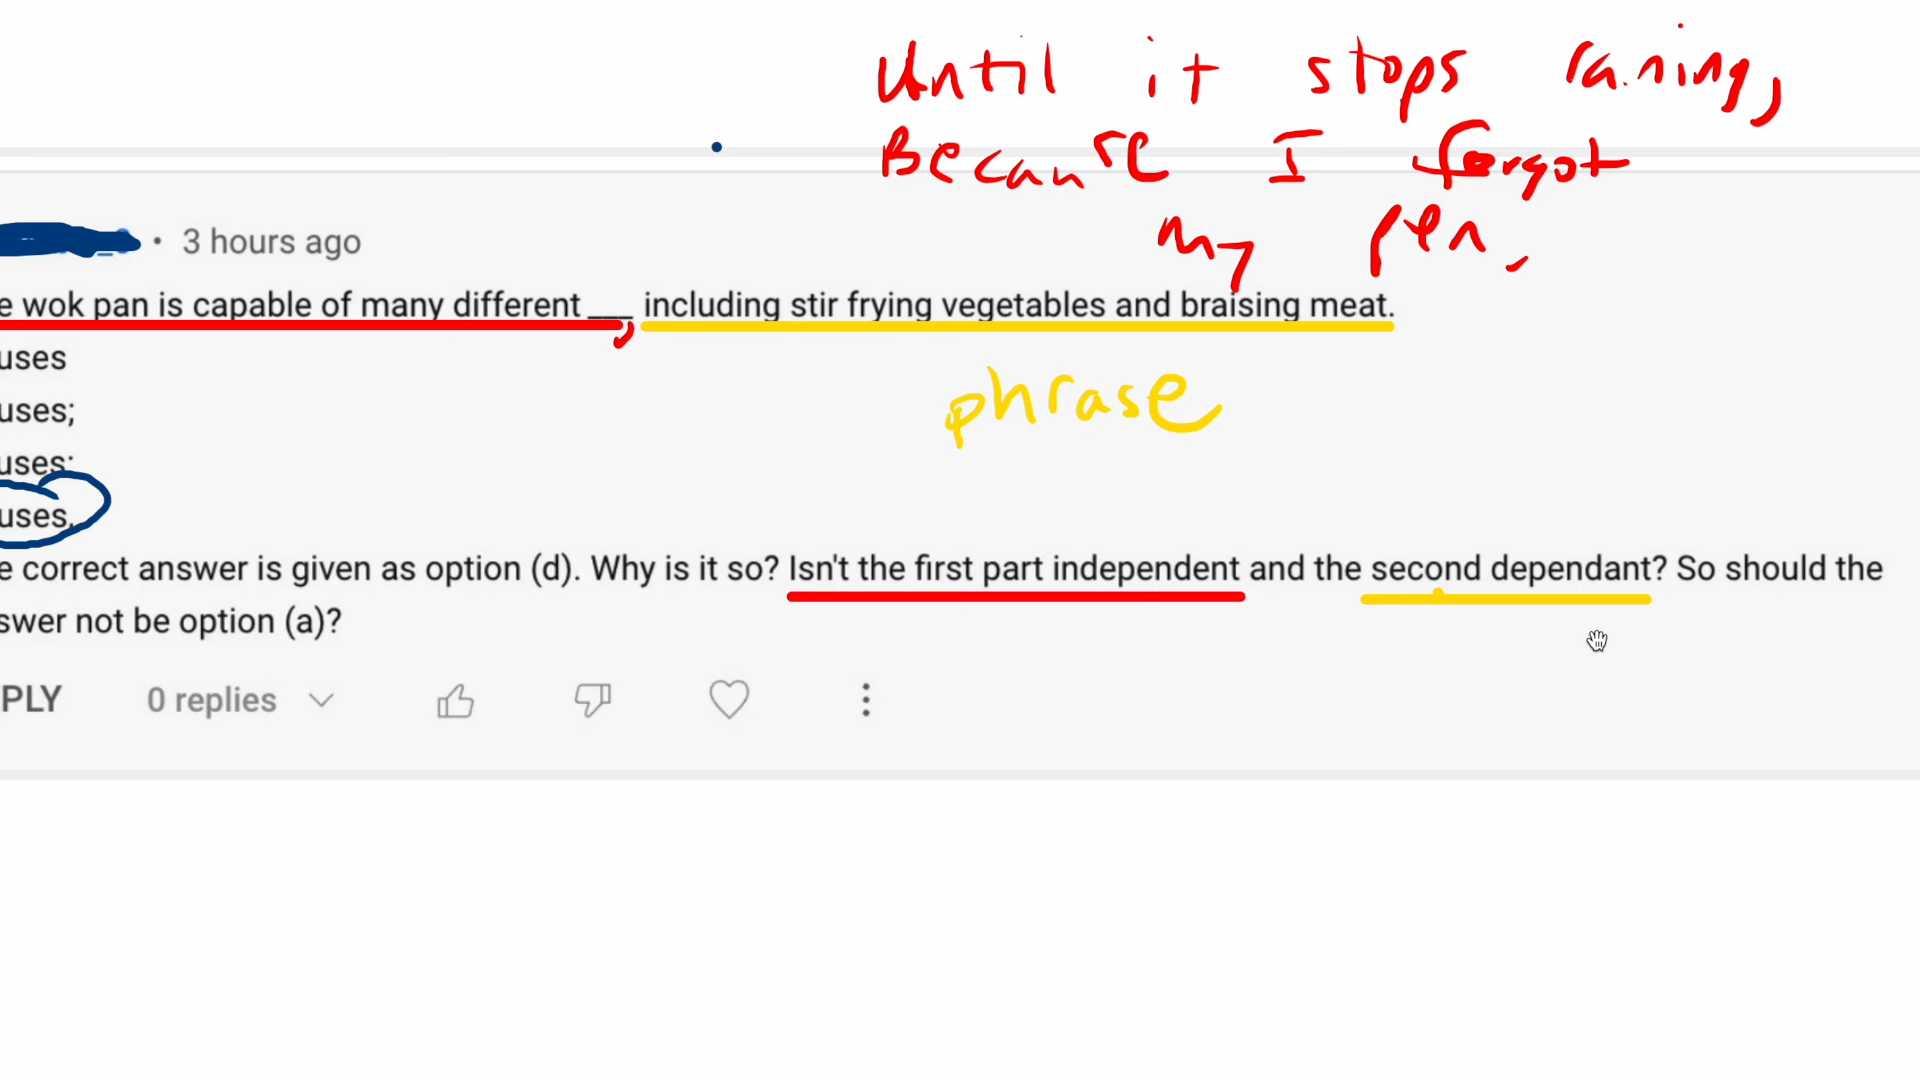 Until it stops raining,
Because I forgot
my pen,
• 3 hours ago
e wok pan is capable of many different ___ , including stir frying vegetables and braising meat.
uses
uses;
uses:
uses,
phrase
e correct answer is given as option (d). Why is it so? Isn't the first part independent and the second dependant? So should the
swer not be option (a)?
PLY 0 replies